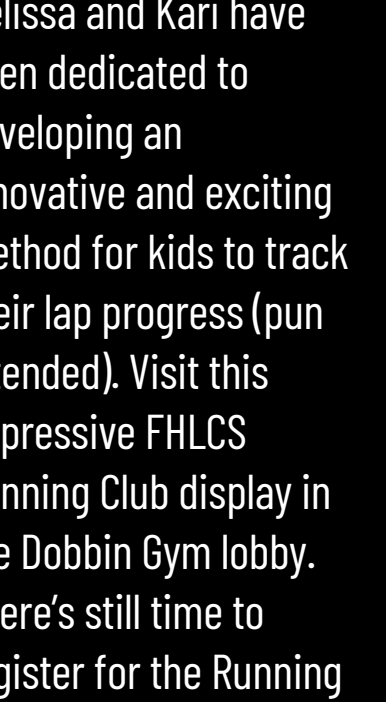 elissa and Kari have
en dedicated to
veloping an
novative and exciting
ethod for kids to track
eir lap progress (pun
tended). Visit this
pressive FHLCS
nning Club display in
e Dobbin Gym lobby.
ere’s still time to
gister for the Running